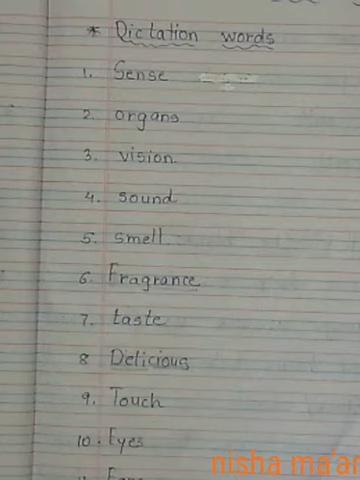 * Dictation words
1. Sense
2. organs
3. vision
4. sound
5. smell
6. Fragrance
7. taste
8 Delicious
9. Touch
10. Eyes
nisha ma'am